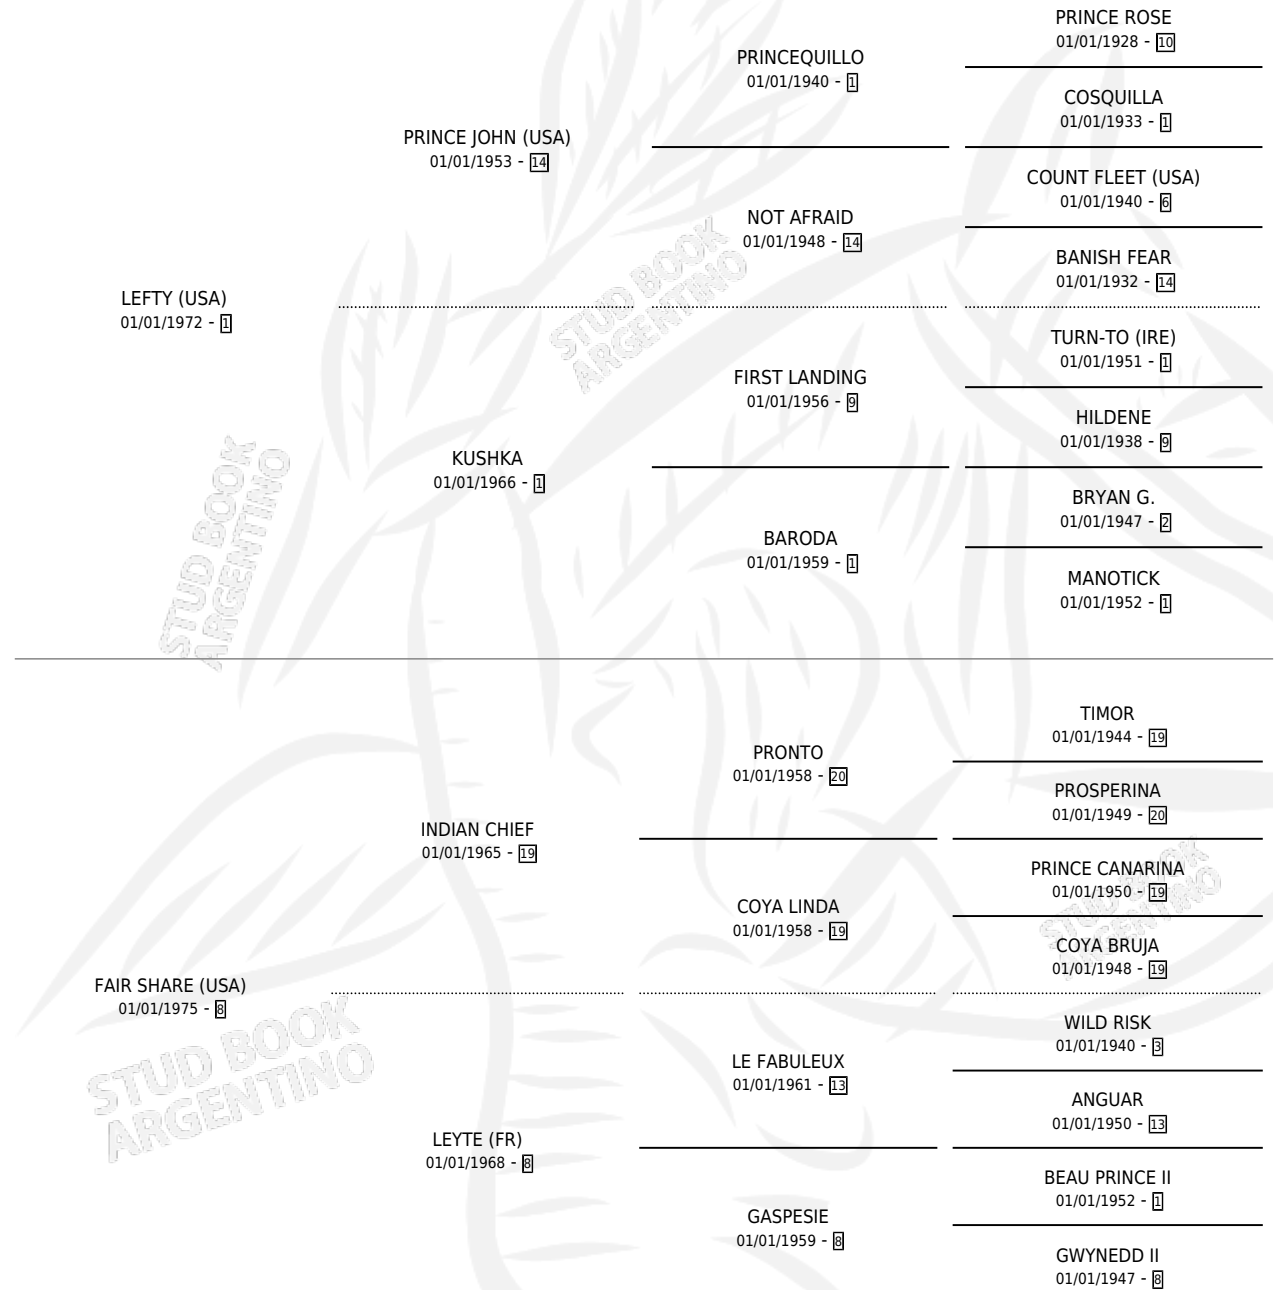 PRINCE ROSE
01/01/1928 - 10
PRINCEQUILLO
01/01/1940 - 1
COSQUILLA
01/01/1933 - 1
PRINCE JOHN (USA)
01/01/1953 - 14
COUNT FLEET (USA)
01/01/1940 - 6
NOT AFRAID
01/01/1948 - 14
BANISH FEAR
01/01/1932 - 14
LEFTY (USA)
01/01/1972 - 1
STUD BOOK
ARGENTINO
TURN-TO (IRE)
01/01/1951 - 1
FIRST LANDING
01/01/1956 - 9
HILDENE
01/01/1938 - 9
KUSHKA
01/01/1966 - 1
BRYAN G.
01/01/1947 - 2
BARODA
01/01/1959 - 1
MANOTICK
01/01/1952 - 1
STUD BOOK
ARGENTINO
TIMOR
01/01/1944 - 19
PRONTO
01/01/1958 - 20
PROSPERINA
01/01/1949 - 20
INDIAN CHIEF
01/01/1965 - 19
PRINCE CANARINA
01/01/1950 - 19
COYA LINDA
01/01/1958 - 19
COYA BRUJA
01/01/1948 - 19
STUD BOOK
ARGENTINO
FAIR SHARE (USA)
01/01/1975 - 8
WILD RISK
01/01/1940 - 3
LE FABULEUX
01/01/1961 - 13
ANGUAR
01/01/1950 - 13
STUD BOOK
ARGENTINO
LEYTE (FR)
01/01/1968 - 8
BEAU PRINCE II
01/01/1952 - 1
GASPESIE
01/01/1959 - 8
GWYNEDD II
01/01/1947 - 8